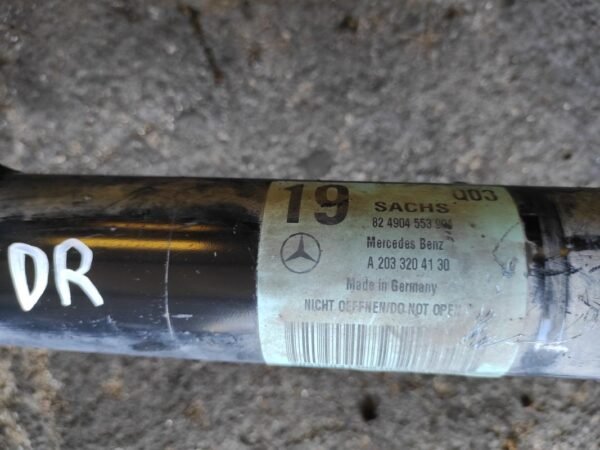 DR
19
003
SACHS
82 4904 553
Mercedes Benz
A 203 320 41 30
Made in Germany
NICHT OEFFNEN/DO NOT OPEN